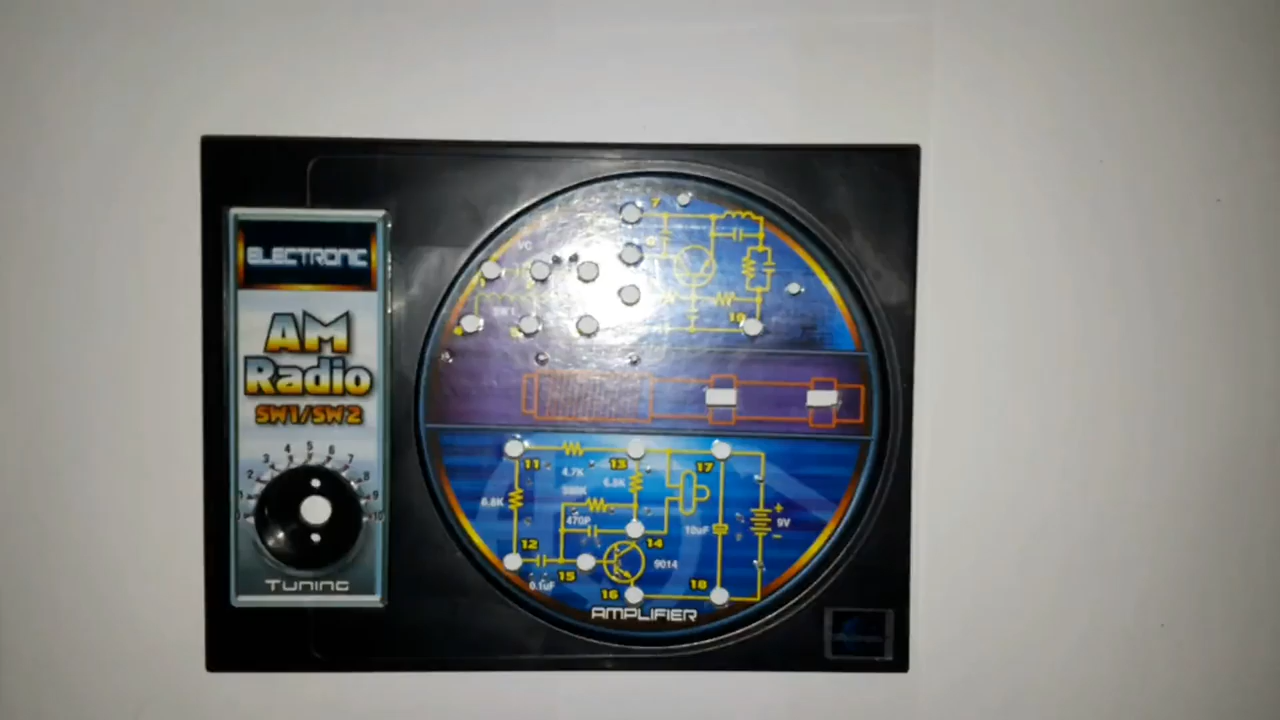 ELECTRONIC
AM
Radio
SW1/SW2
0 1 2 3 4 5 6 7 8 9 10
TUNING
7
VC
10
11
4.7K
13
17
6.8K
6.8K
470P
10uF
9V
12
14
15
9014
0.1uF
16
18
AMPLIFIER